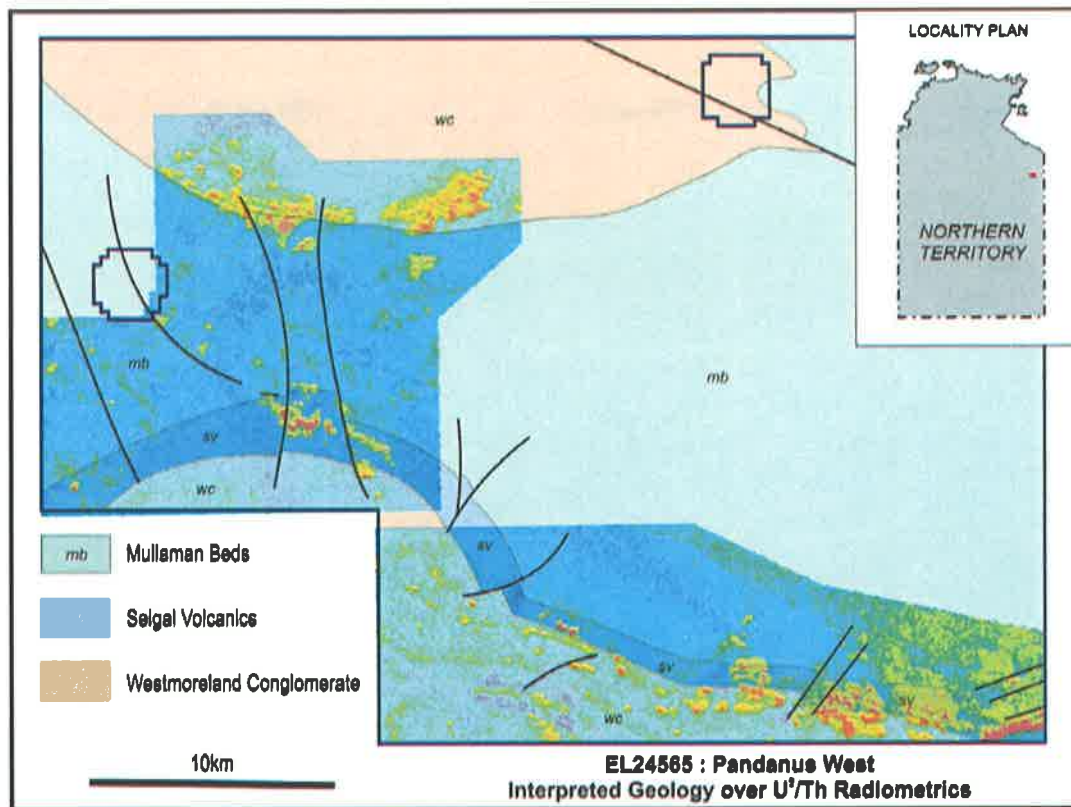 LOCALITY PLAN
NORTHERN
TERRITORY
wc
mb
mb
sv
wc
sv
sv
sv
wc
mb Mullaman Beds
Seigal Volcanics
Westmoreland Conglomerate
10km
EL24565 : Pandanus West
Interpreted Geology over U²/Th Radiometrics